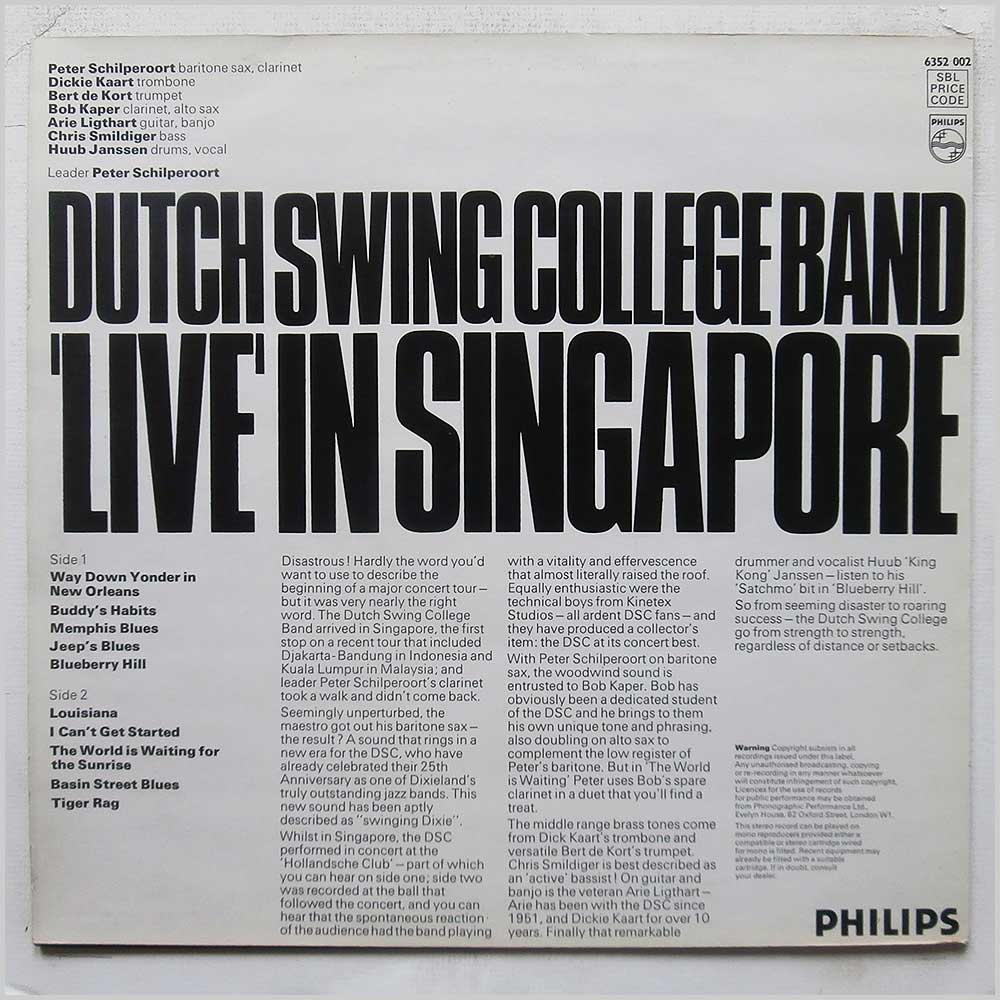 Peter Schilperoort baritone sax, clarinet
Dickie Kaart trombone
Bert de Kort trumpet
Bob Kaper clarinet, alto sax
Arie Ligthart guitar, banjo
Chris Smildiger bass
Huub Janssen drums, vocal
Leader Peter Schilperoort
6352 002
SBL
PRICE
CODE
PHILIPS
DUTCH SWING COLLEGE BAND
'LIVE' IN SINGAPORE
Side 1
Way Down Yonder in
New Orleans
Buddy's Habits
Memphis Blues
Jeep's Blues
Blueberry Hill
Side 2
Louisiana
I Can't Get Started
The World is Waiting for
the Sunrise
Basin Street Blues
Tiger Rag
Disastrous! Hardly the word you'd
want to use to describe the
beginning of a major concert tour –
but it was very nearly the right
word. The Dutch Swing College
Band arrived in Singapore, the first
stop on a recent tour that included
Djakarta-Bandung in Indonesia and
Kuala Lumpur in Malaysia; and
leader Peter Schilperoort's clarinet
took a walk and didn't come back.
Seemingly unperturbed, the
maestro got out his baritone sax –
the result? A sound that rings in a
new era for the DSC, who have
already celebrated their 25th
Anniversary as one of Dixieland's
truly outstanding jazz bands. This
new sound has been aptly
described as "swinging Dixie".
Whilst in Singapore, the DSC
performed in concert at the
'Hollandsche Club' – part of which
you can hear on side one; side two
was recorded at the ball that
followed the concert, and you can
hear that the spontaneous reaction
of the audience had the band playing
with a vitality and effervescence
that almost literally raised the roof.
Equally enthusiastic were the
technical boys from Kinetex
Studios – all ardent DSC fans – and
they have produced a collector's
item: the DSC at its concert best.
With Peter Schilperoort on baritone
sax, the woodwind sound is
entrusted to Bob Kaper. Bob has
obviously been a dedicated student
of the DSC and he brings to them
his own unique tone and phrasing,
also doubling on alto sax to
complement the low register of
Peter's baritone. But in 'The World
is Waiting' Peter uses Bob's spare
clarinet in a duet that you'll find a
treat.
The middle range brass tones come
from Dick Kaart's trombone and
versatile Bert de Kort's trumpet.
Chris Smildiger is best described as
an 'active' bassist! On guitar and
banjo is the veteran Arie Ligthart –
Arie has been with the DSC since
1951, and Dickie Kaart for over 10
years. Finally that remarkable
drummer and vocalist Huub 'King
Kong' Janssen – listen to his
'Satchmo' bit in 'Blueberry Hill'.
So from seeming disaster to roaring
success – the Dutch Swing College
go from strength to strength,
regardless of distance or setbacks.
Warning Copyright subsists in all
recordings issued under this label.
Any unauthorised broadcasting, copying
or re-recording in any manner whatsoever
will constitute infringement of such copyright.
Licences for the use of records
for public performance may be obtained
from Phonographic Performance Ltd.,
Evelyn House, 62 Oxford Street, London W1.
This stereo record can be played on
mono reproducers provided either a
compatible or stereo cartridge wired
for mono is fitted. Recent equipment may
already be fitted with a suitable
cartridge. If in doubt, consult
your dealer.
PHILIPS